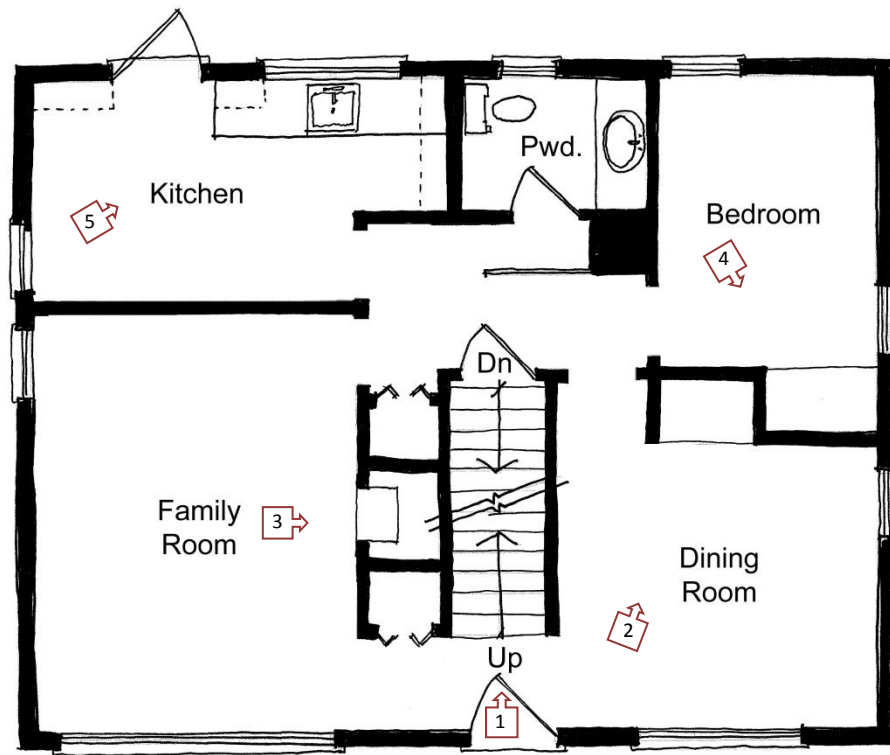 Pwd.
Kitchen
5
Bedroom
4
Dn
Family
Room
3
Dining
Room
2
Up
1